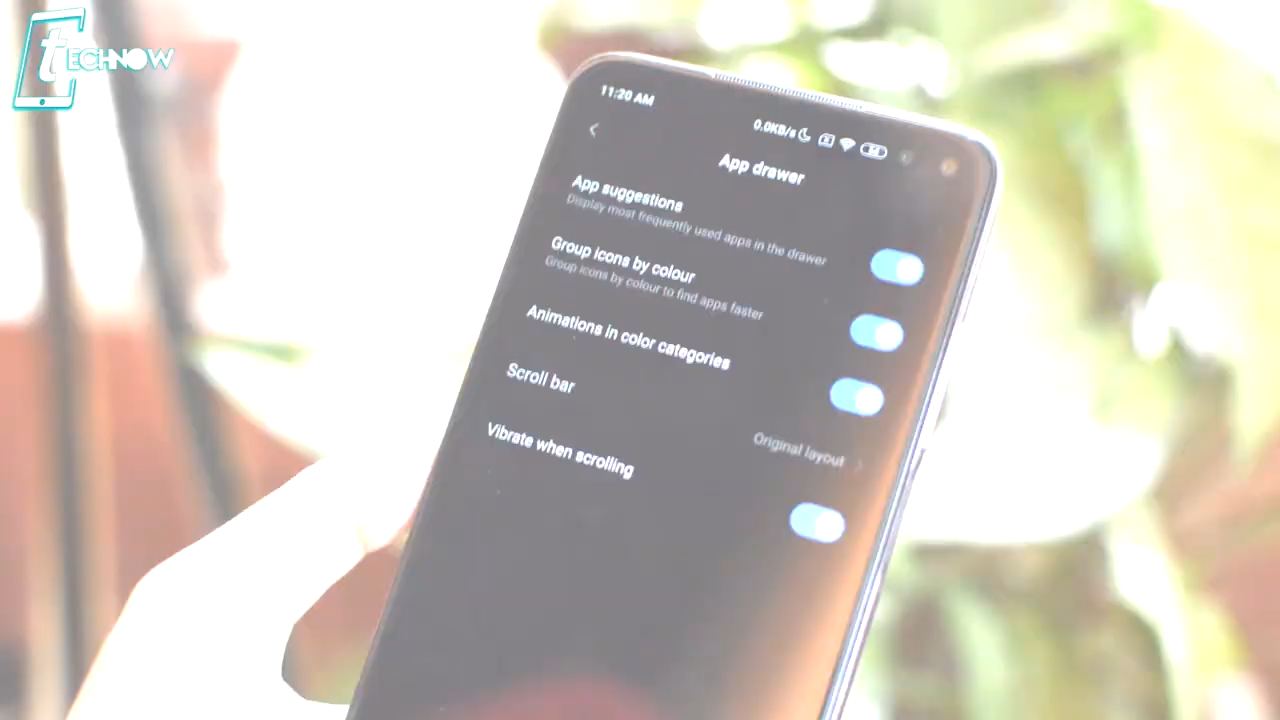 tECHNOW
11:20 AM
0.0KB/s
App drawer
App suggestions
Display most frequently used apps in the drawer
Group icons by colour
Group icons by colour to find apps faster
Animations in color categories
Scroll bar
Original layout
Vibrate when scrolling